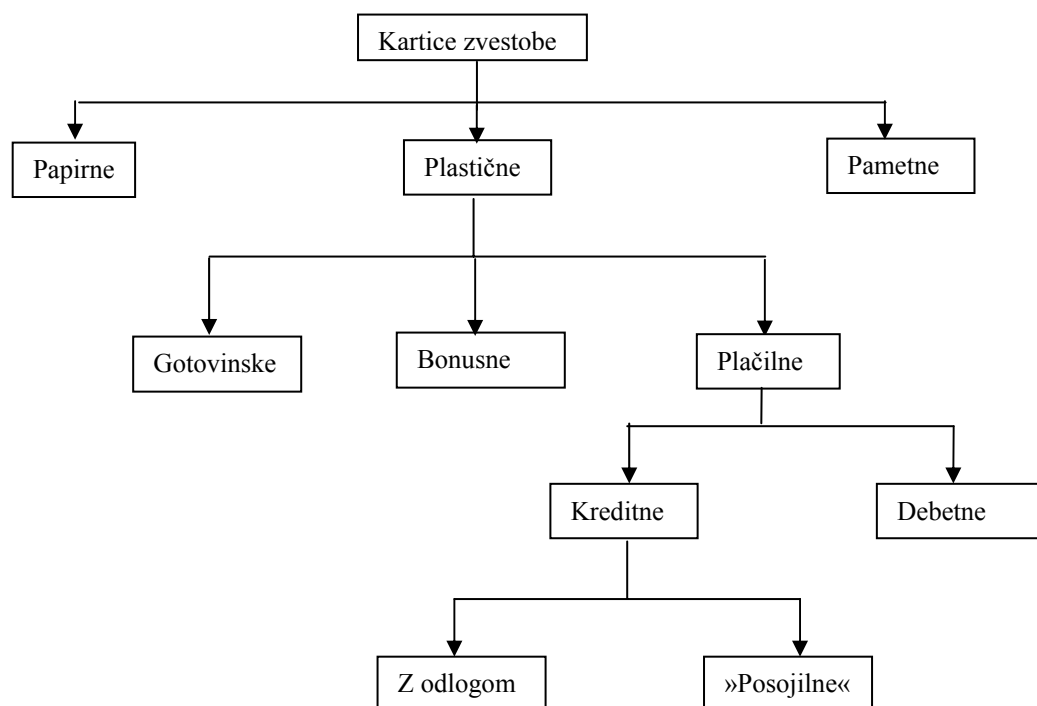 Kartice zvestobe
Papirne
Plastične
Pametne
Gotovinske
Bonusne
Plačilne
Kreditne
Debetne
Z odlogom
»Posojilne«